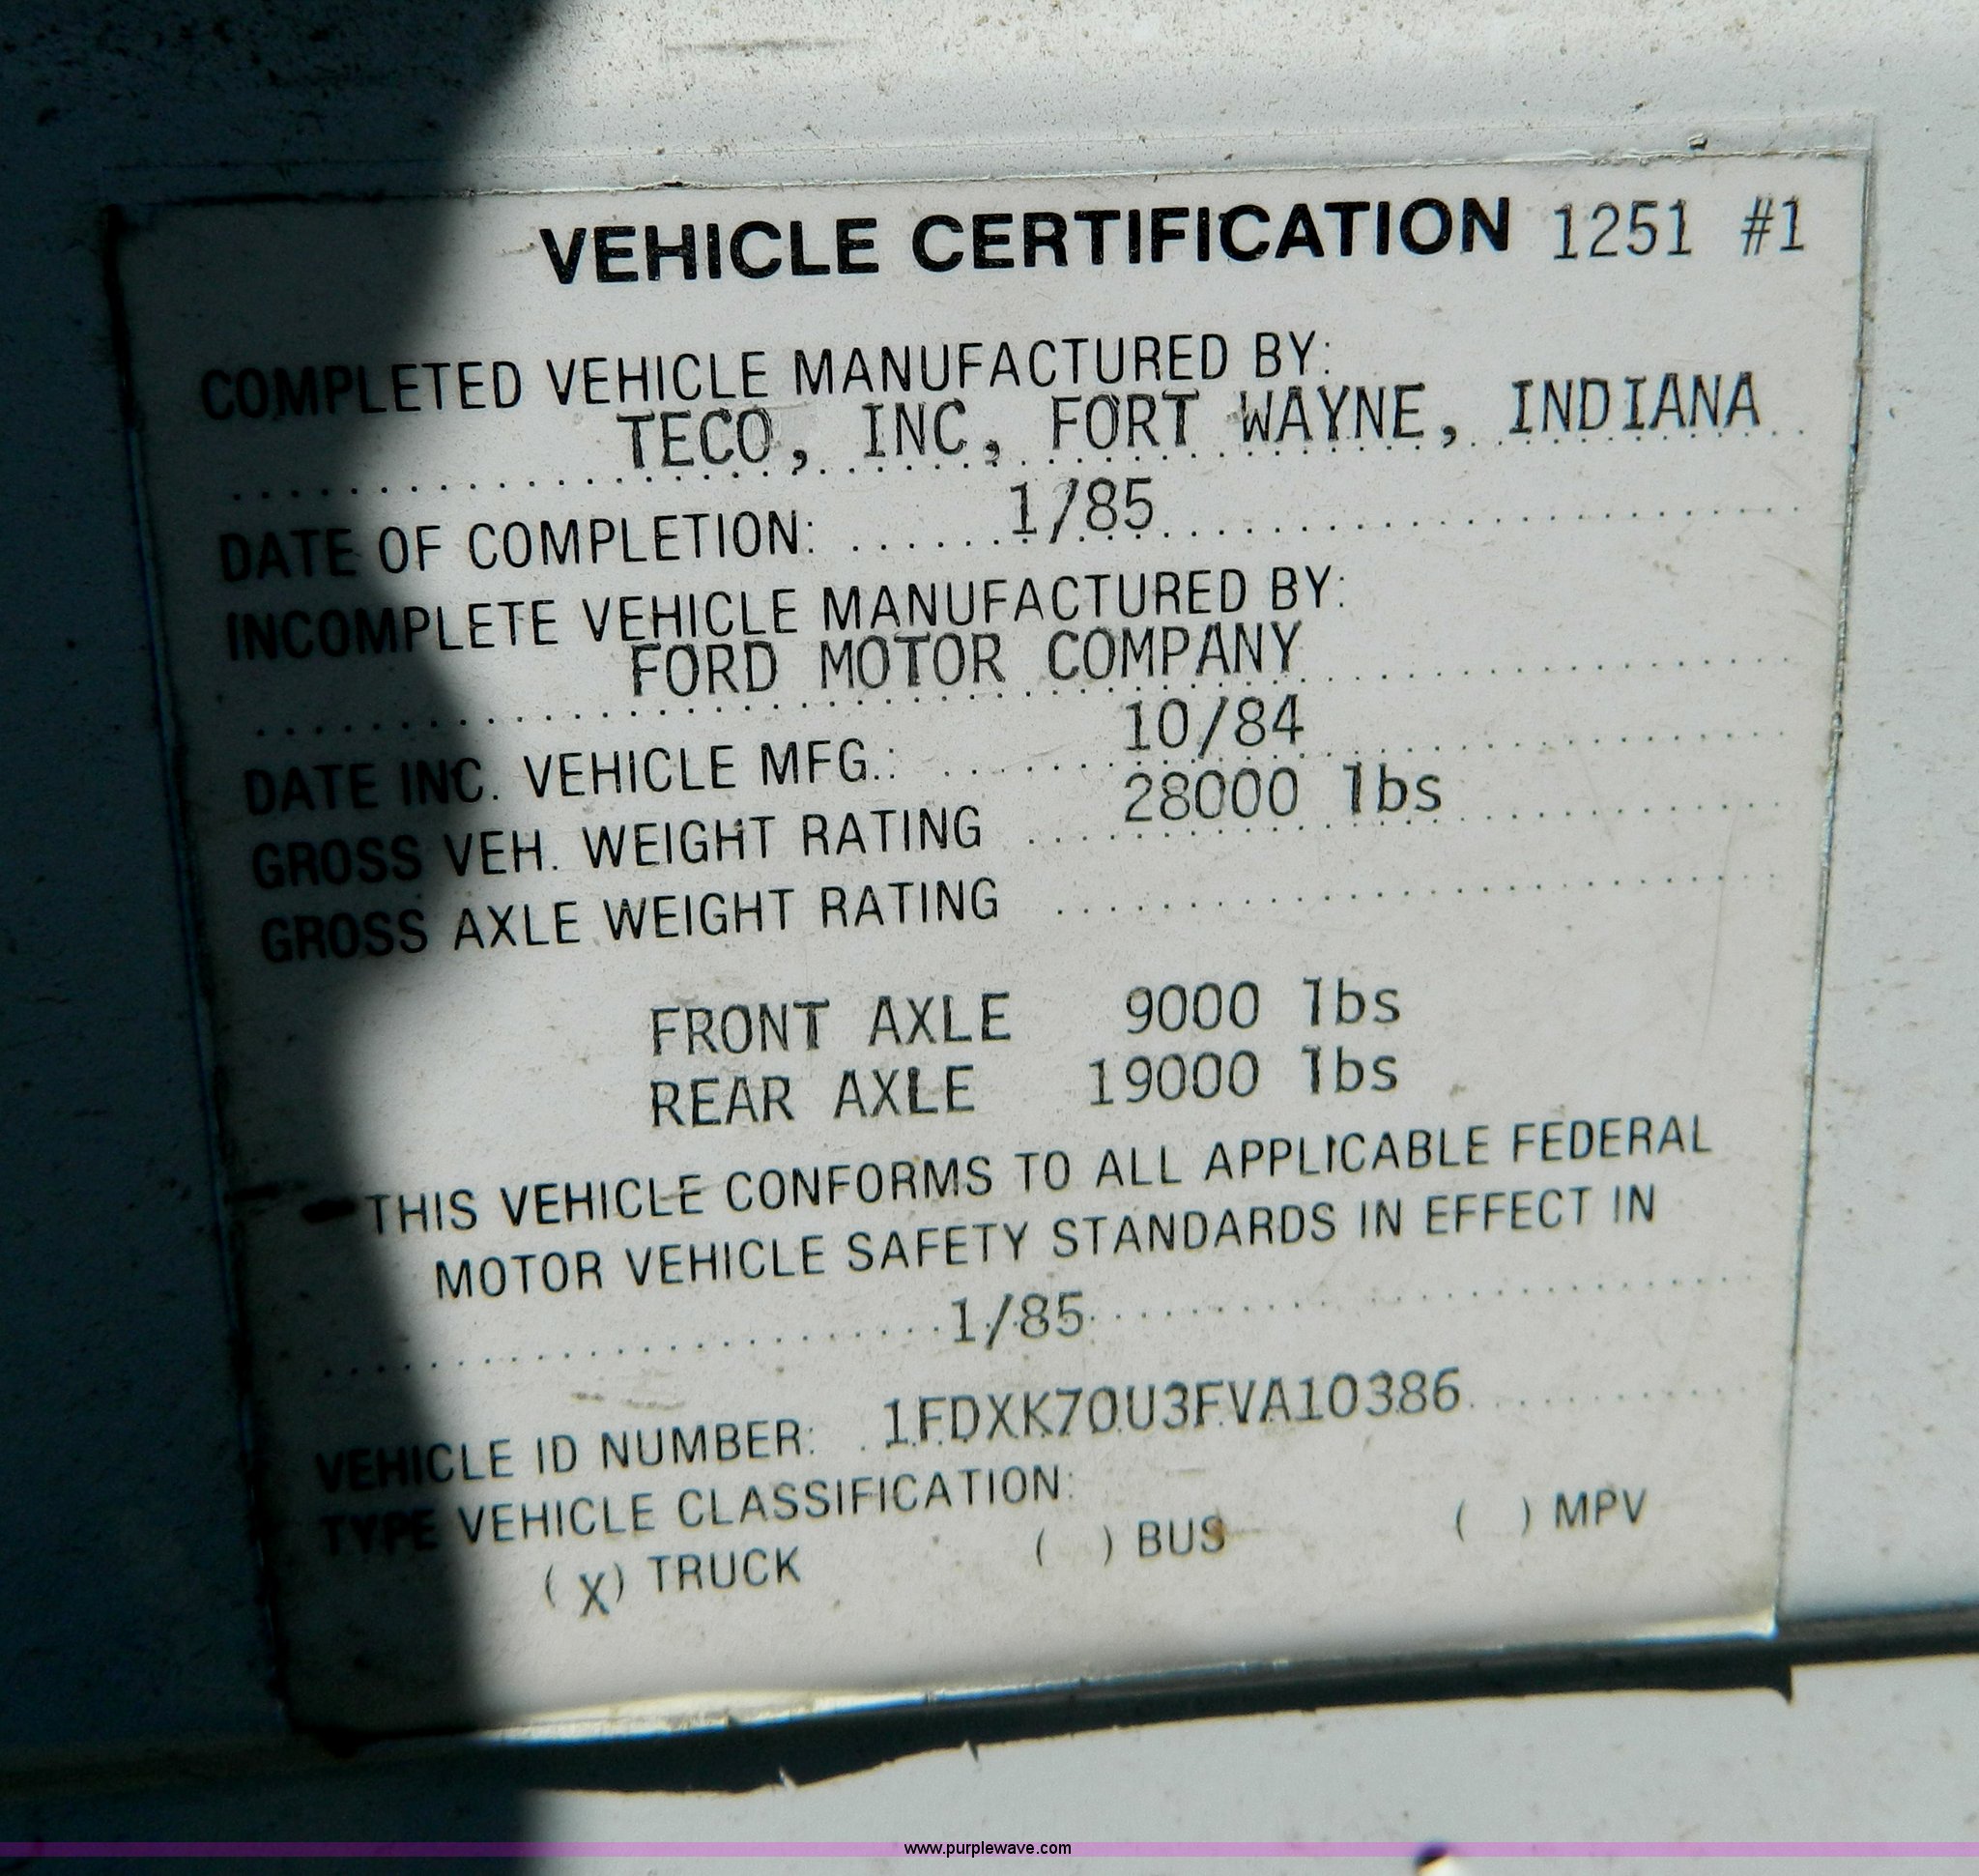 VEHICLE CERTIFICATION 1251 #1
COMPLETED VEHICLE MANUFACTURED BY:
TECO, INC, FORT WAYNE, INDIANA
DATE OF COMPLETION: 1/85
INCOMPLETE VEHICLE MANUFACTURED BY:
FORD MOTOR COMPANY
DATE INC. VEHICLE MFG.: 10/84
GROSS VEH. WEIGHT RATING 28000 lbs
GROSS AXLE WEIGHT RATING
FRONT AXLE 9000 lbs
REAR AXLE 19000 lbs
THIS VEHICLE CONFORMS TO ALL APPLICABLE FEDERAL
MOTOR VEHICLE SAFETY STANDARDS IN EFFECT IN
1/85
VEHICLE ID NUMBER: 1FDXK70U3FVA10386
TYPE VEHICLE CLASSIFICATION:
(X) TRUCK ( ) BUS ( ) MPV
www.purplewave.com